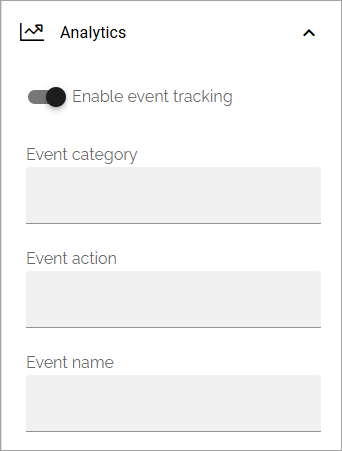 Analytics
Enable event tracking
Event category
Event action
Event name